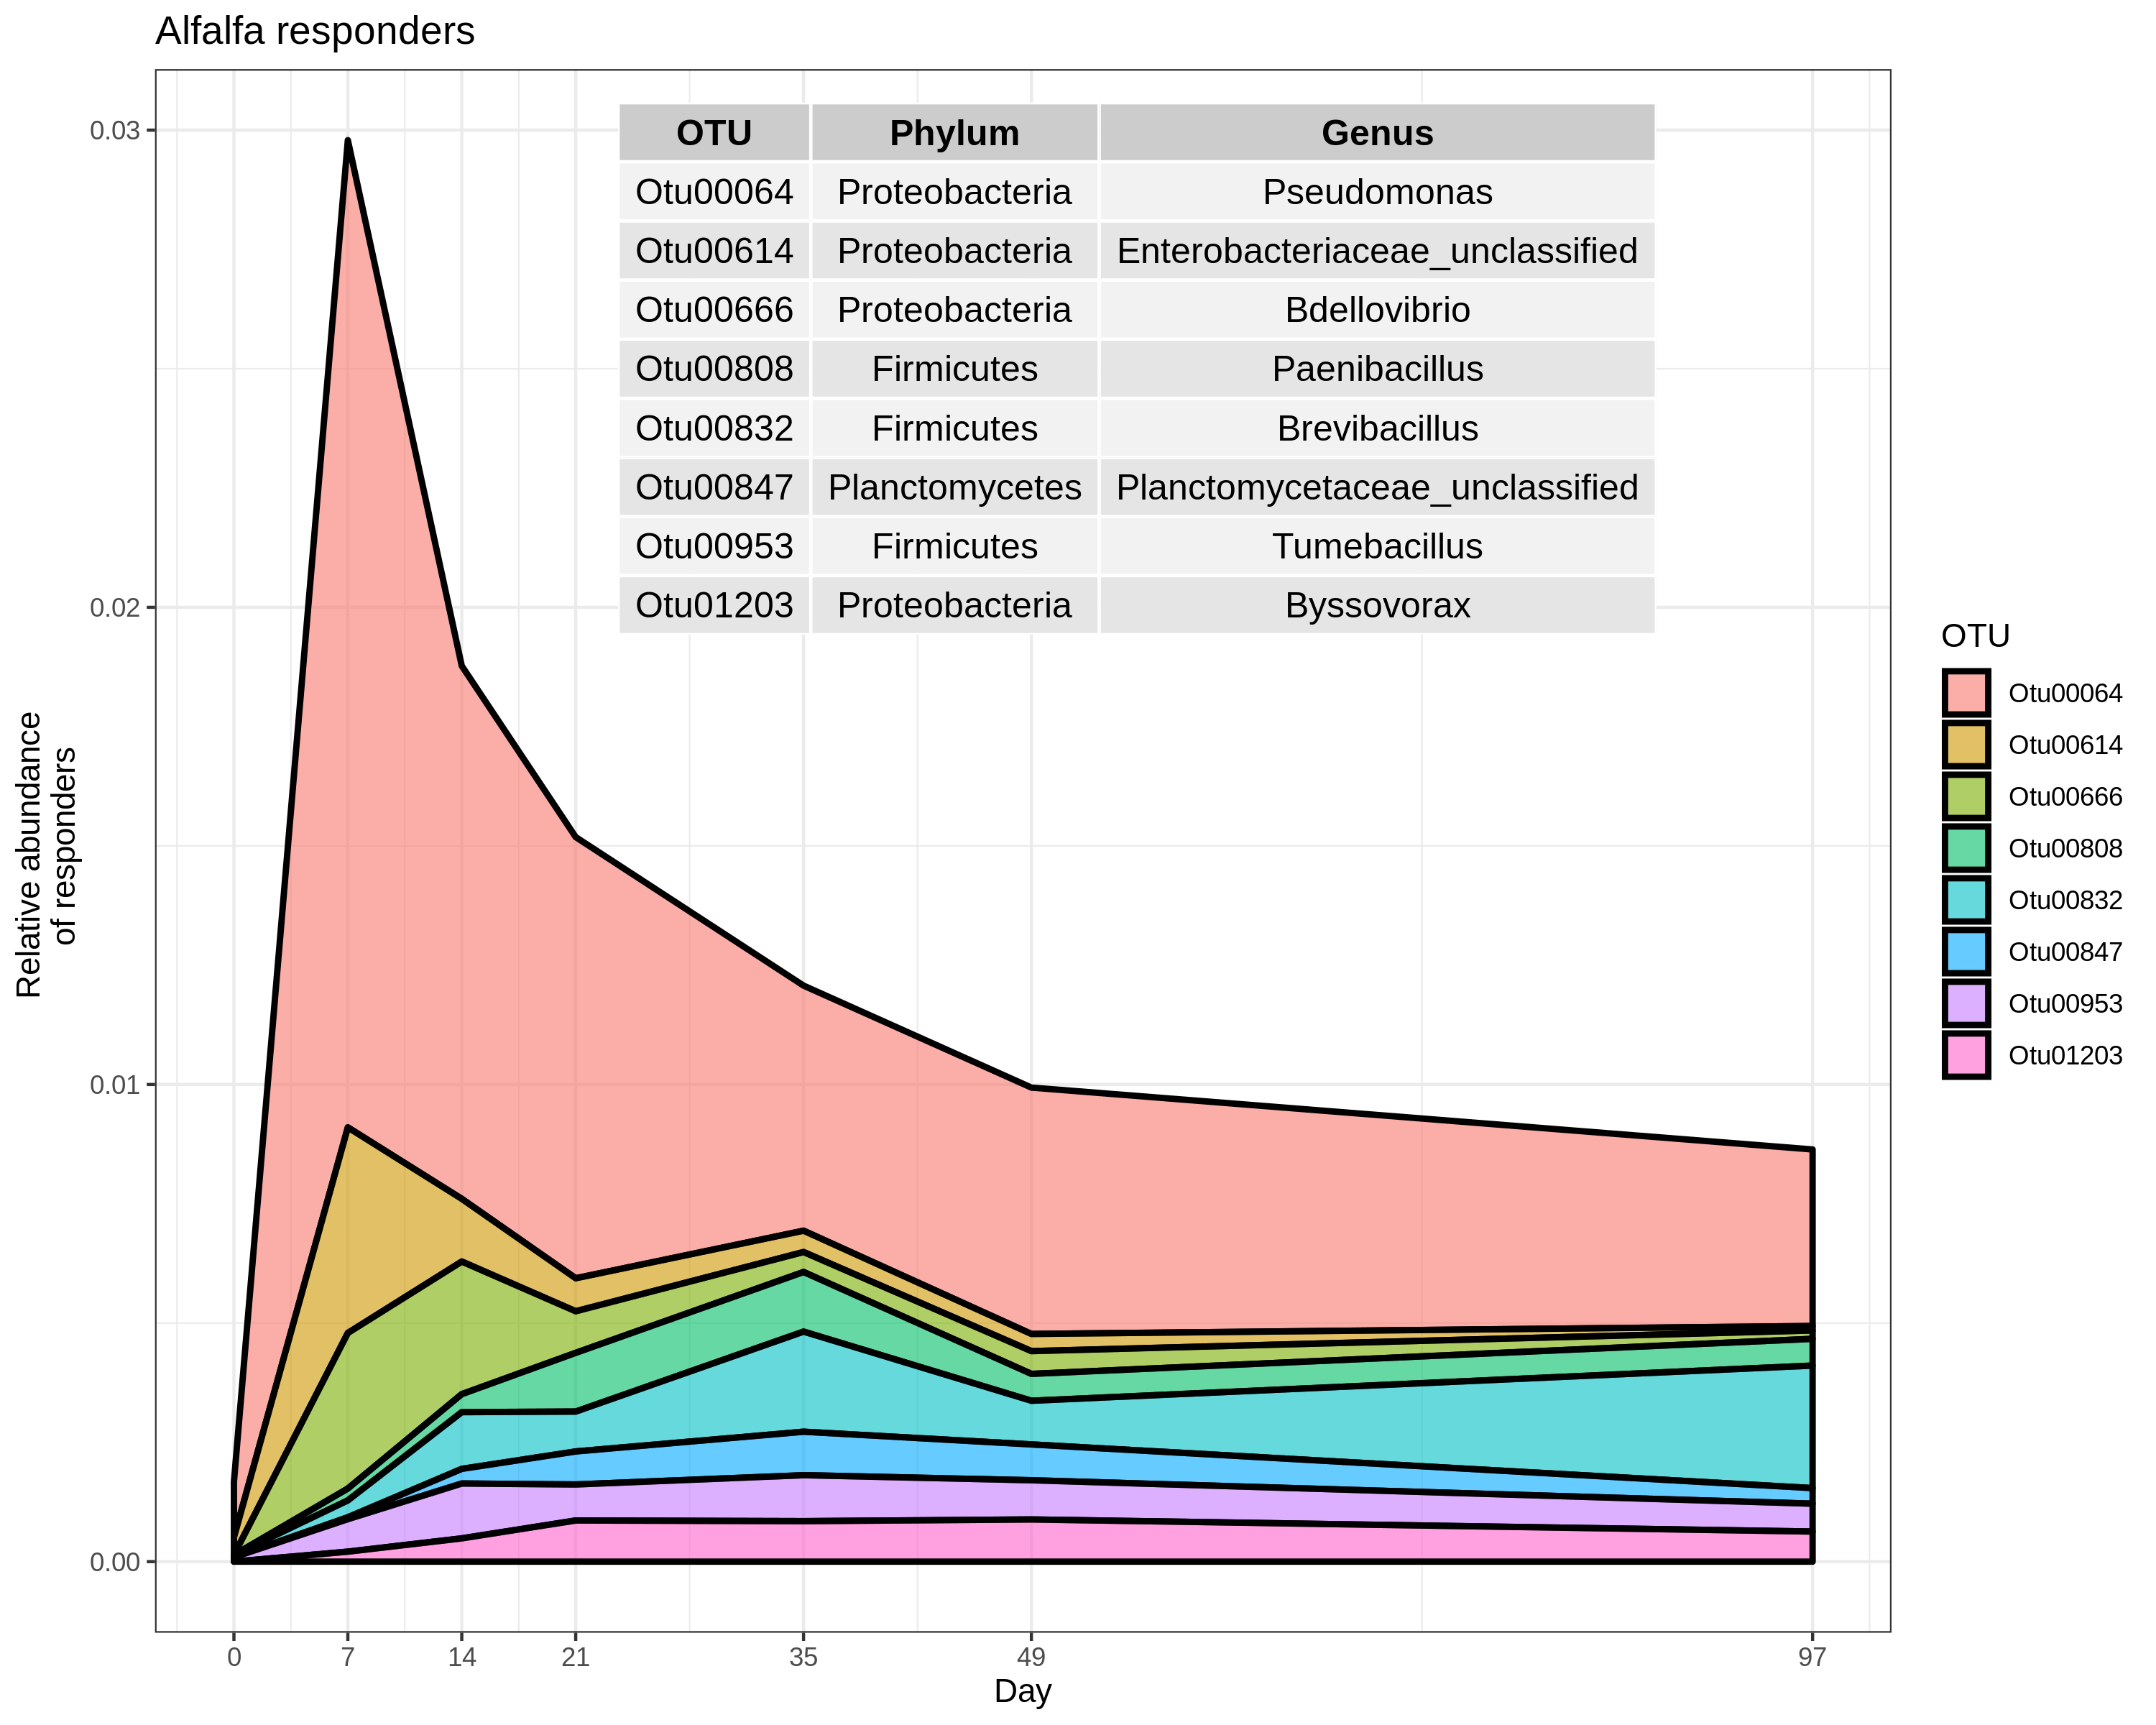 Alfalfa responders
0.03
0.02
0.01
0.00
Relative abundance
of responders
OTU Phylum Genus
Otu00064 Proteobacteria Pseudomonas
Otu00614 Proteobacteria Enterobacteriaceae_unclassified
Otu00666 Proteobacteria Bdellovibrio
Otu00808 Firmicutes Paenibacillus
Otu00832 Firmicutes Brevibacillus
Otu00847 Planctomycetes Planctomycetaceae_unclassified
Otu00953 Firmicutes Tumebacillus
Otu01203 Proteobacteria Byssovorax
0 7 14 21 35 49 97
Day
OTU
Otu00064
Otu00614
Otu00666
Otu00808
Otu00832
Otu00847
Otu00953
Otu01203